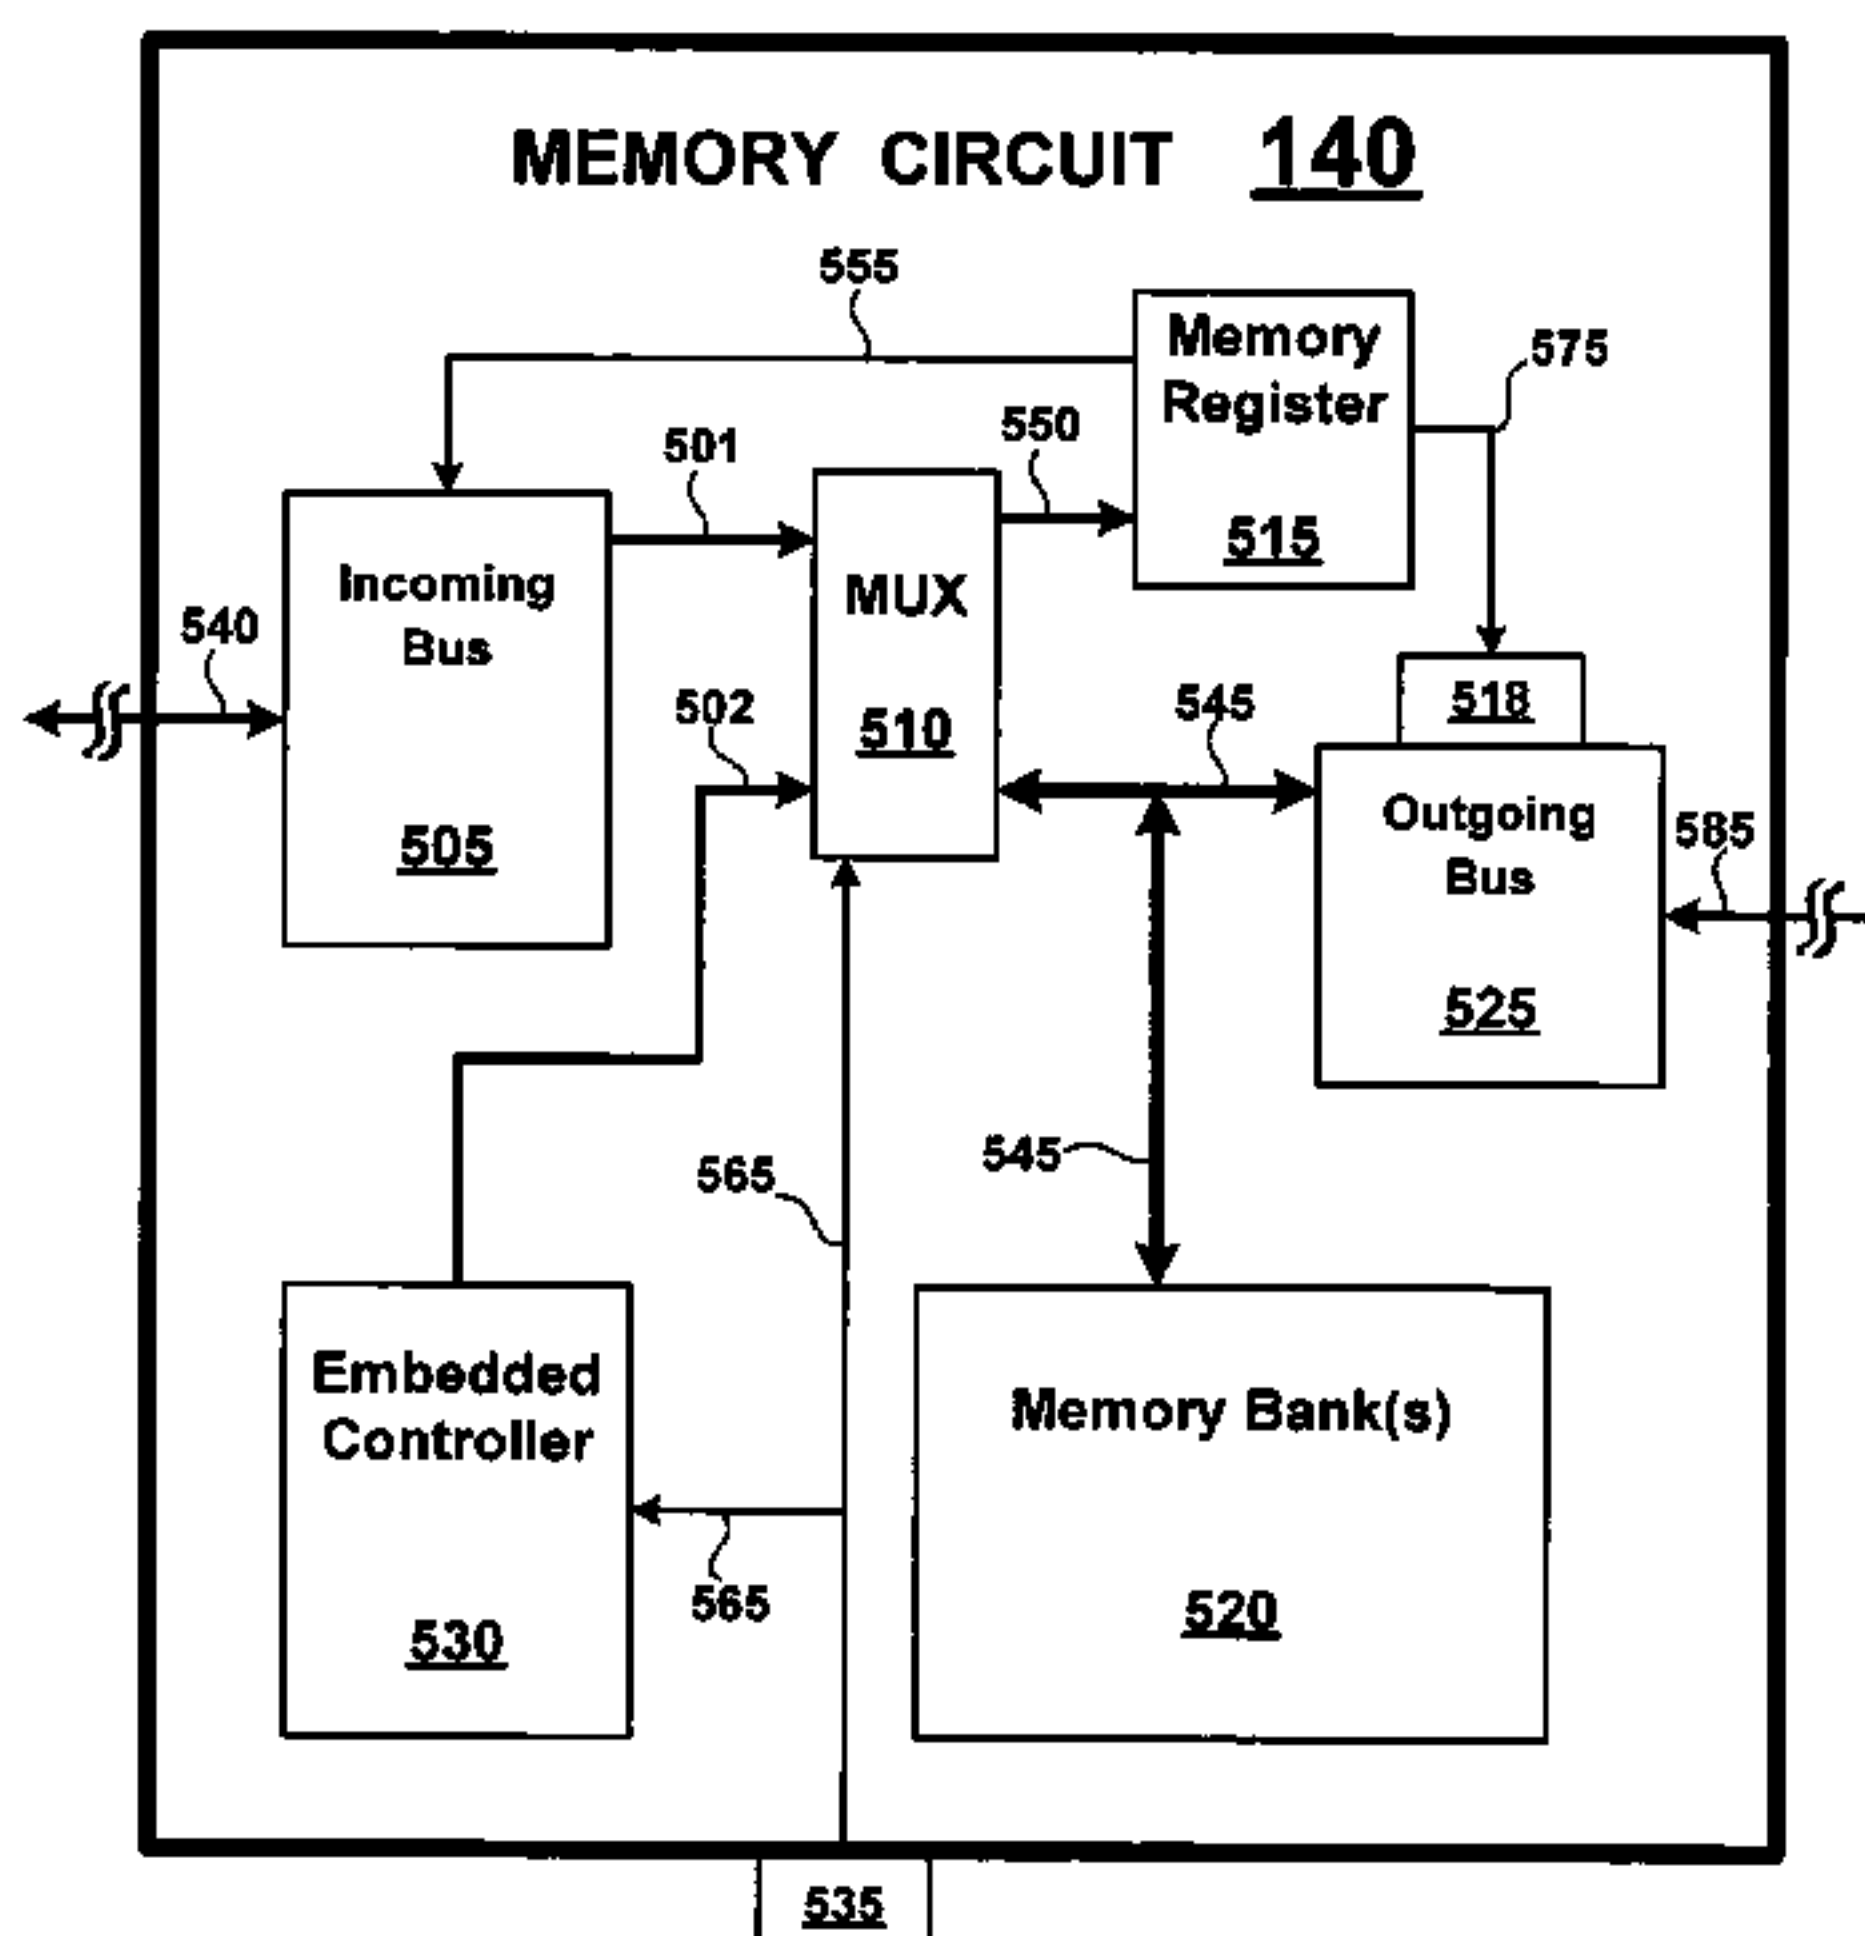 MEMORY CIRCUIT 140
555
Memory
Register
515
575
501
550
Incoming
Bus
505
MUX
510
540
502
545
518
Outgoing
Bus
525
585
565
545
Embedded
Controller
530
565
Memory Bank(s)
520
535